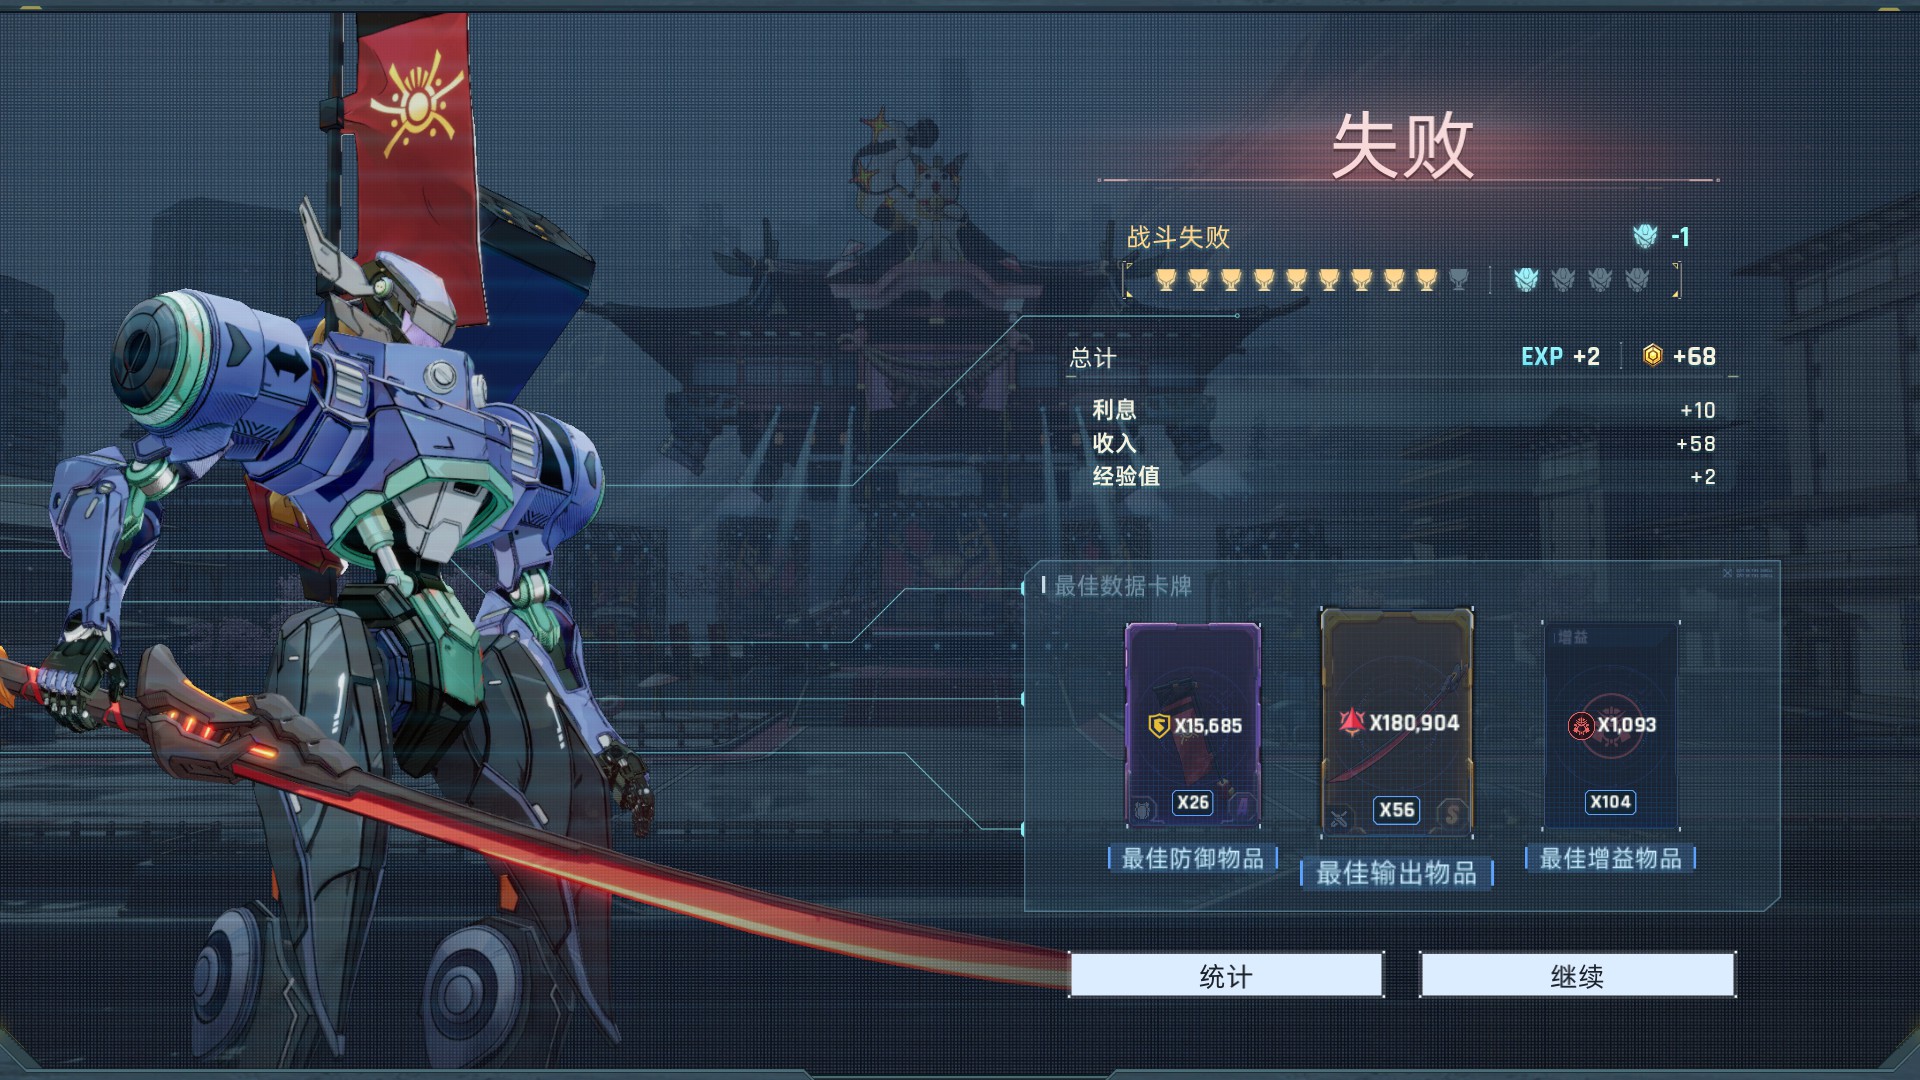 失败
战斗失败
-1
总计
EXP +2
+68
利息
+10
收入
+58
经验值
+2
最佳数据卡牌
X15,685
X26
最佳防御物品
X180,904
X56
最佳输出物品
增益
X1,093
X104
最佳增益物品
统计
继续